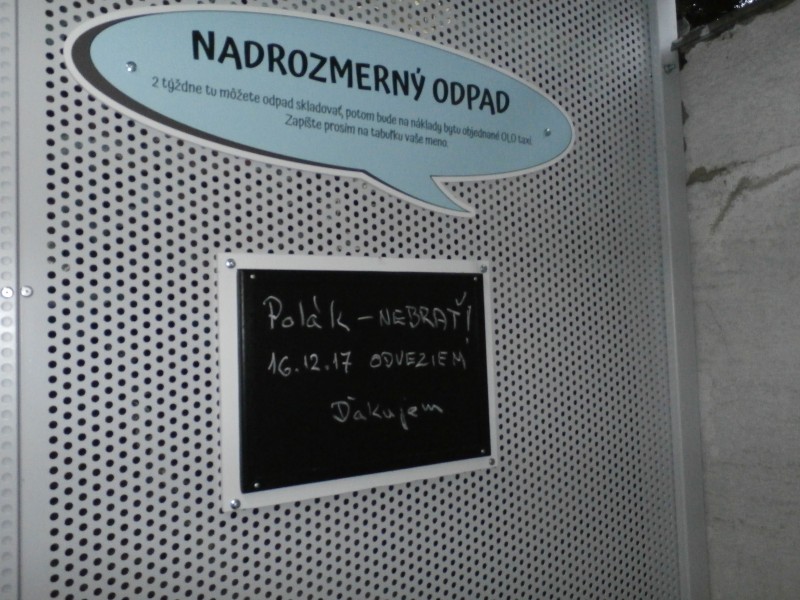 NADROZMERNÝ ODPAD
2 týždne tu môžete odpad skladovať, potom bude na náklady bytu objednané OLO taxi.
Zapíšte prosím na tabuľku vaše meno.
Polák - NEBRAŤ!
16.12.17 ODVEZIEM
Ďakujem